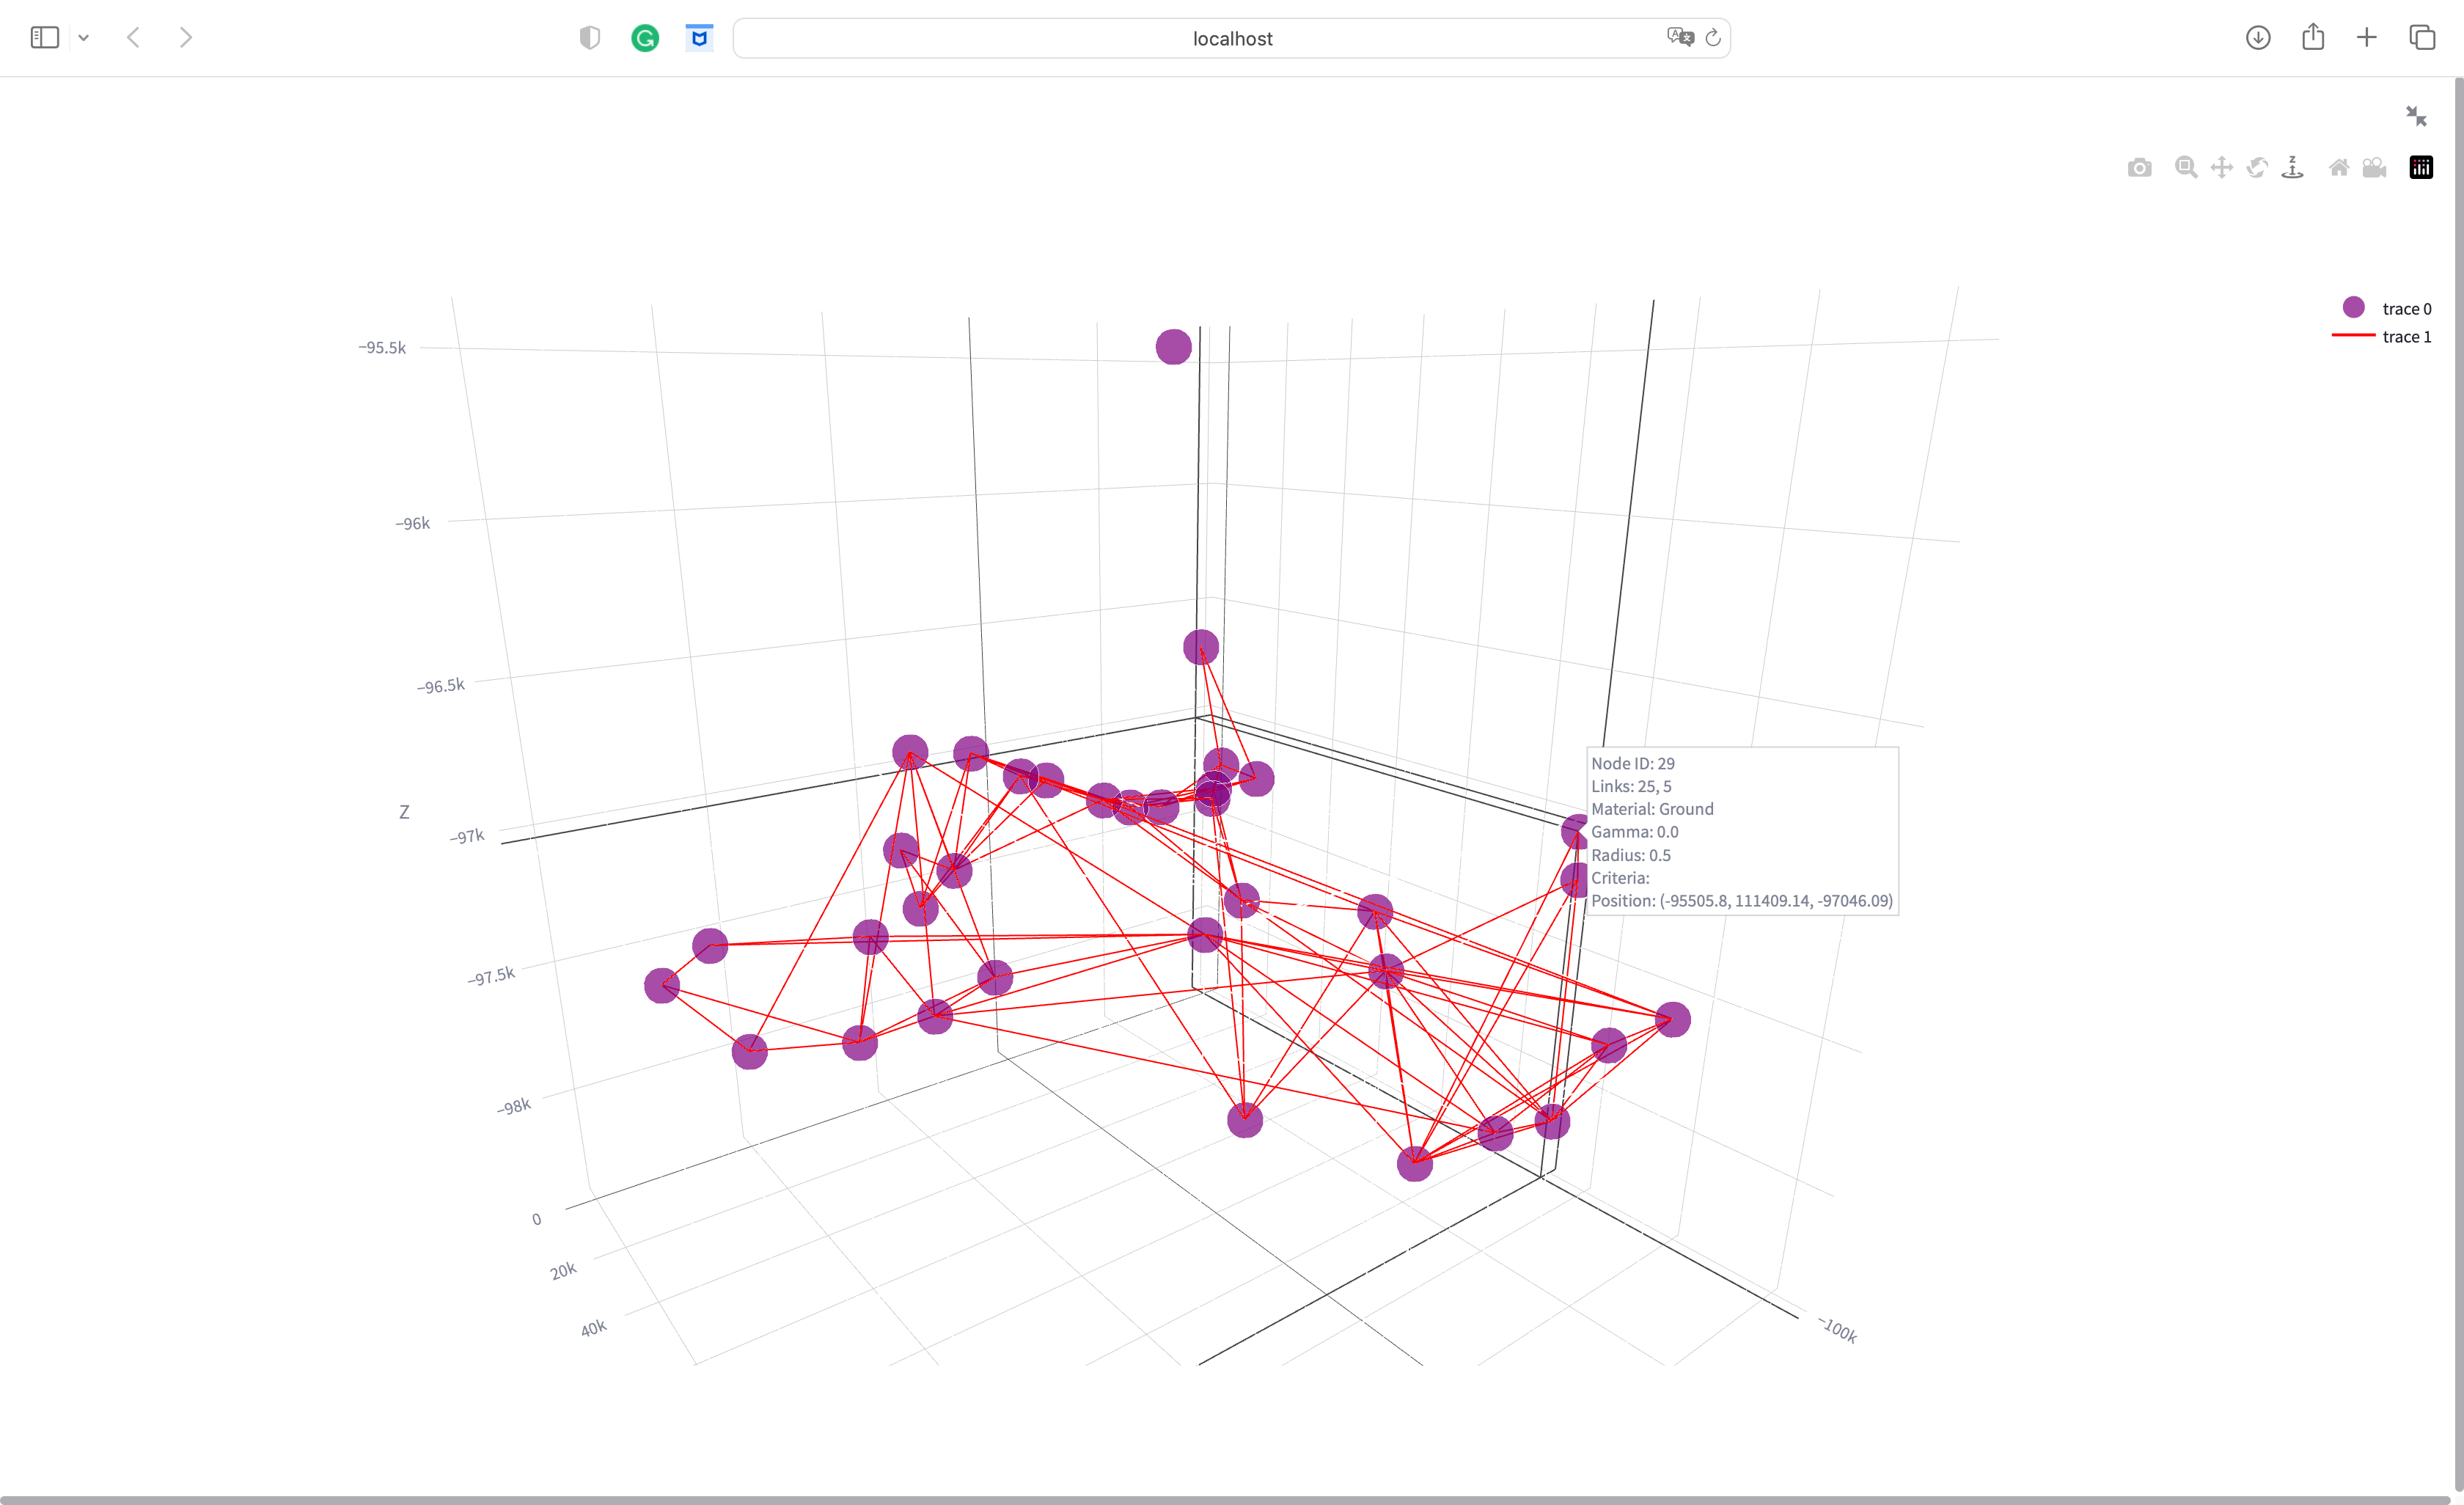 localhost
trace 0
trace 1
−95.5k
−96k
−96.5k
Z
−97k
−97.5k
−98k
0
20k
40k
−100k
Node ID: 29
Links: 25, 5
Material: Ground
Gamma: 0.0
Radius: 0.5
Criteria:
Position: (-95505.8, 111409.14, -97046.09)